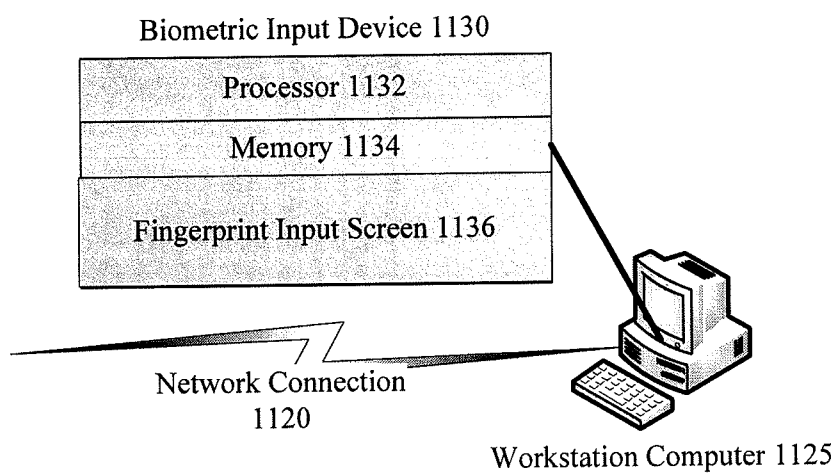 Biometric Input Device 1130
Processor 1132
Memory 1134
Fingerprint Input Screen 1136
Network Connection
1120
Workstation Computer 1125